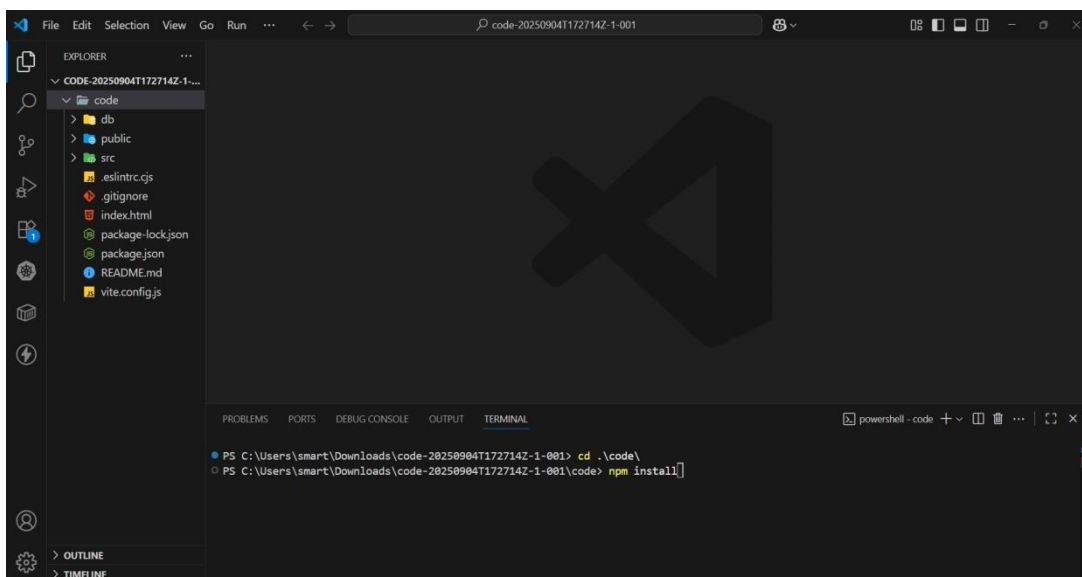 File Edit Selection View Go Run ··· code-20250904T172714Z-1-001
EXPLORER ···
CODE-20250904T172714Z-1-...
code
db
public
src
.eslintrc.cjs
.gitignore
index.html
package-lock.json
package.json
README.md
vite.config.js
OUTLINE
TIMELINE
1
PROBLEMS PORTS DEBUG CONSOLE OUTPUT TERMINAL powershell - code
PS C:\Users\smart\Downloads\code-20250904T172714Z-1-001> cd .\code\
PS C:\Users\smart\Downloads\code-20250904T172714Z-1-001\code> npm install